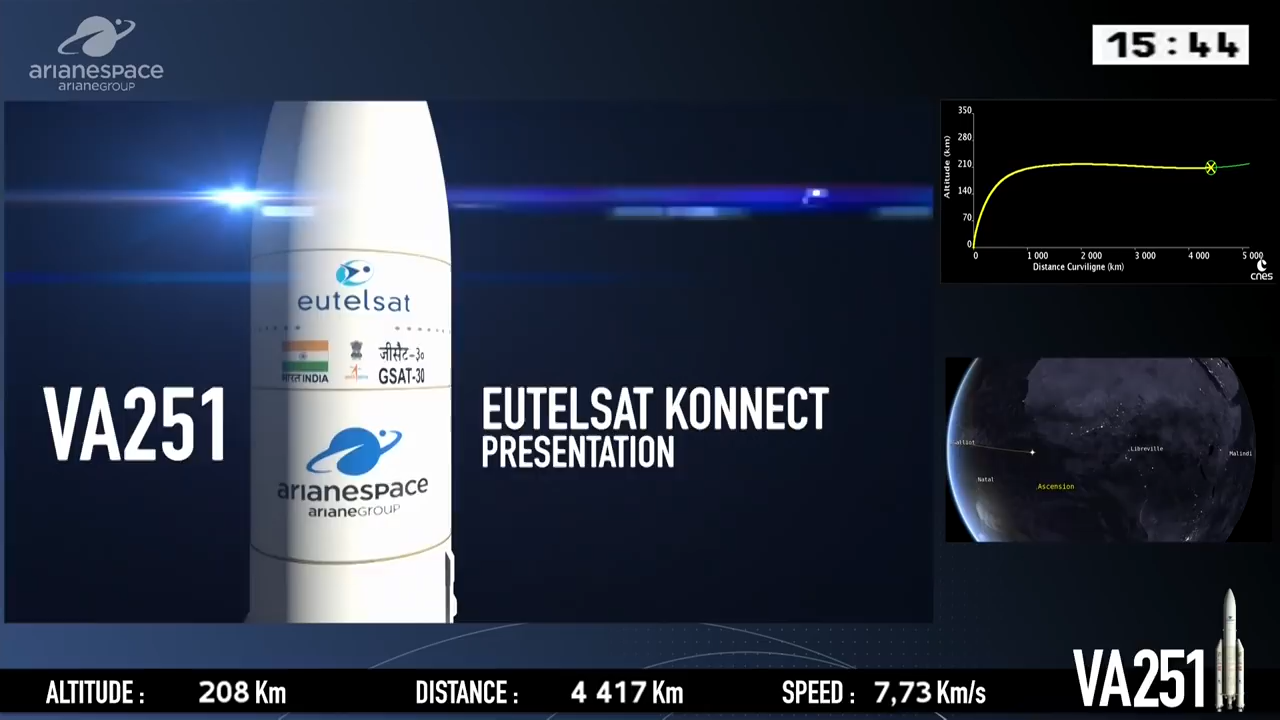 arianespace
arianeGROUP
15:44
350
280
210
140
70
0
Altitude (km)
0
1 000
2 000
3 000
4 000
5 000
Distance Curviligne (km)
cnes
eutelsat
भारत INDIA
जीसैट-३०
GSAT-30
VA251
EUTELSAT KONNECT
PRESENTATION
arianespace
arianeGROUP
Libreville
Malindi
Natal
Ascension
VA251
ALTITUDE : 208 Km
DISTANCE : 4 417 Km
SPEED : 7,73 Km/s